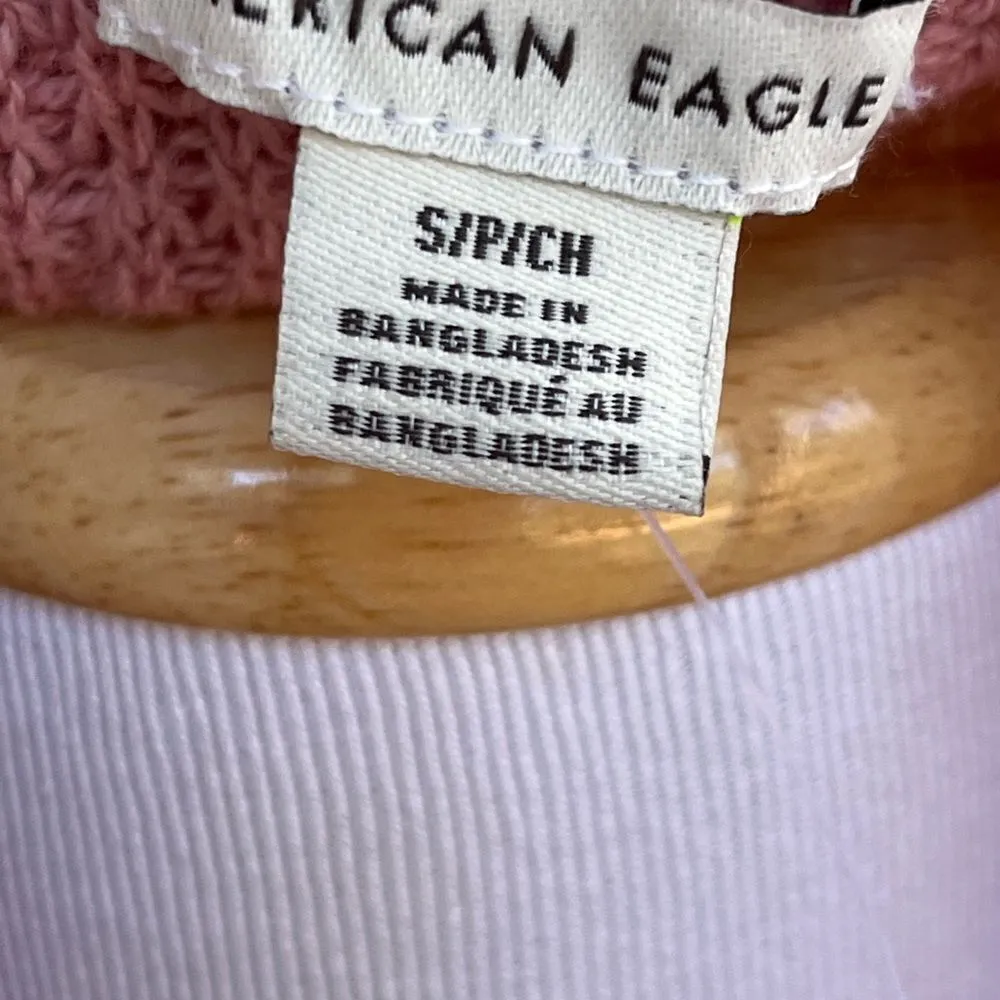 ERICAN EAGLE
S/P/CH
MADE IN
BANGLADESH
FABRIQUÉ AU
BANGLADESH